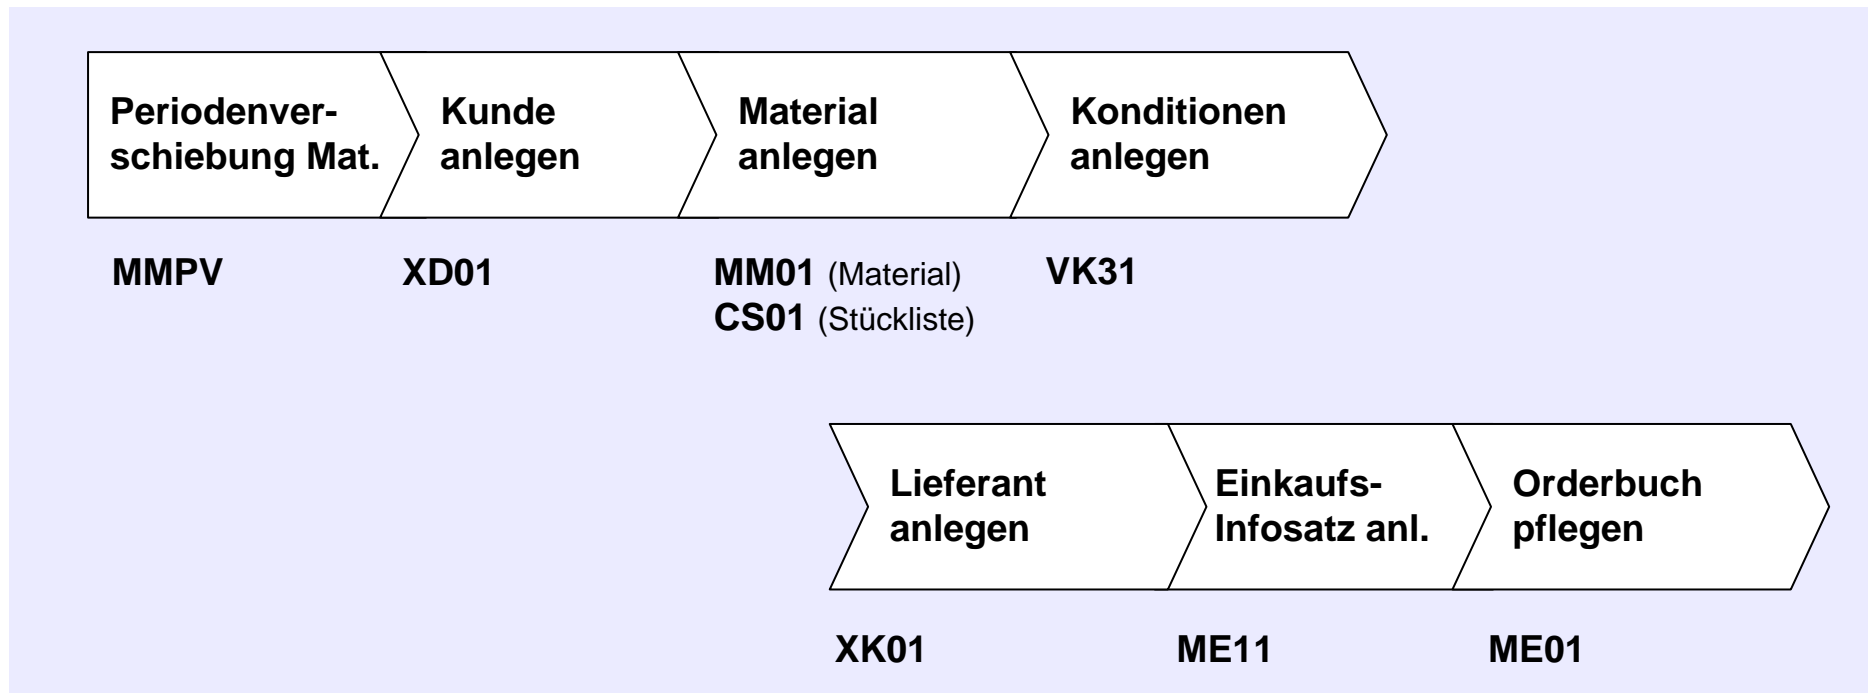 Periodenver-
schiebung Mat.
Kunde
anlegen
Material
anlegen
Konditionen
anlegen
MMPV
XD01
MM01 (Material)
CS01 (Stückliste)
VK31
Lieferant
anlegen
Einkaufs-
Infosatz anl.
Orderbuch
pflegen
XK01
ME11
ME01